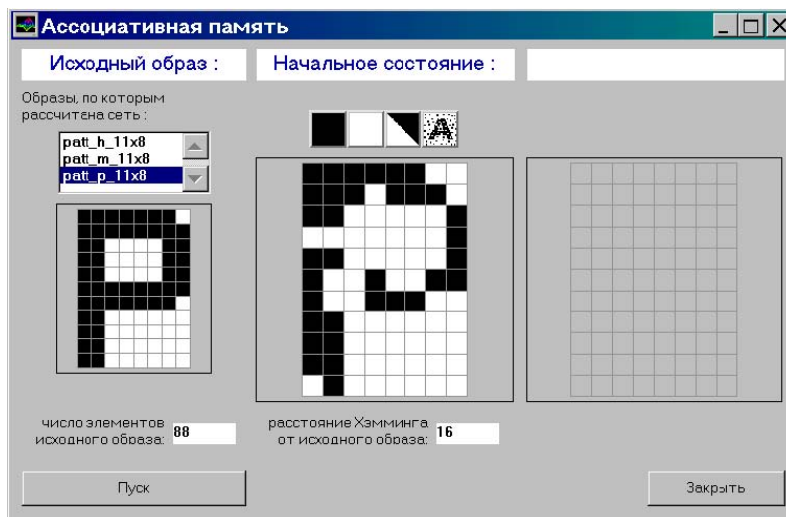 Ассоциативная память
Исходный образ :
Начальное состояние :
Образы, по которым
рассчитана сеть :
patt_h_11x8
patt_m_11x8
patt_p_11x8
A
число элементов
исходного образа: 88
расстояние Хэмминга
от исходного образа: 16
Пуск
Закрыть